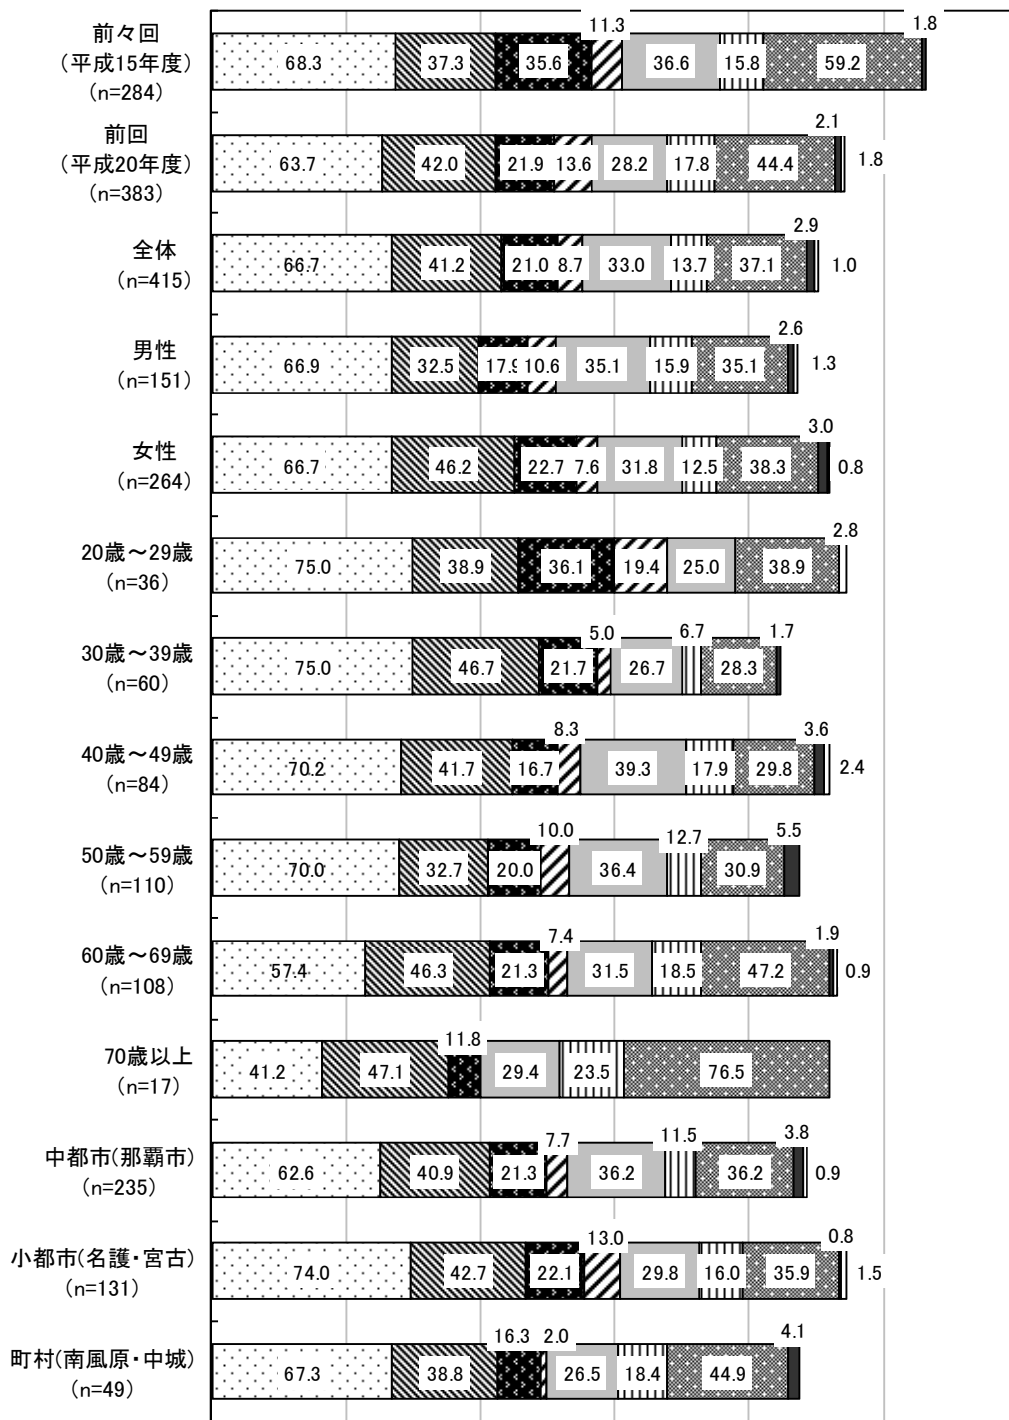 前々回
（平成15年度）
（n=284）
11.3
1.8
68.3 37.3 35.6 36.6 15.8 59.2
前回
（平成20年度）
（n=383）
2.1
63.7 42.0 21.9 13.6 28.2 17.8 44.4 1.8
全体
（n=415）
2.9
66.7 41.2 21.0 8.7 33.0 13.7 37.1 1.0
男性
（n=151）
2.6
66.9 32.5 17.9 10.6 35.1 15.9 35.1 1.3
女性
（n=264）
3.0
66.7 46.2 22.7 7.6 31.8 12.5 38.3 0.8
20歳～29歳
（n=36）
2.8
75.0 38.9 36.1 19.4 25.0 38.9
30歳～39歳
（n=60）
5.0 6.7 1.7
75.0 46.7 21.7 26.7 28.3
40歳～49歳
（n=84）
8.3 3.6
70.2 41.7 16.7 39.3 17.9 29.8 2.4
50歳～59歳
（n=110）
10.0 12.7 5.5
70.0 32.7 20.0 36.4 30.9
60歳～69歳
（n=108）
7.4 1.9
57.4 46.3 21.3 31.5 18.5 47.2 0.9
70歳以上
（n=17）
11.8
41.2 47.1 29.4 23.5 76.5
中都市(那覇市)
（n=235）
7.7 11.5 3.8
62.6 40.9 21.3 36.2 36.2 0.9
小都市(名護・宮古)
（n=131）
13.0 0.8
74.0 42.7 22.1 29.8 16.0 35.9 1.5
町村(南風原・中城)
（n=49）
16.3 2.0 4.1
67.3 38.8 26.5 18.4 44.9